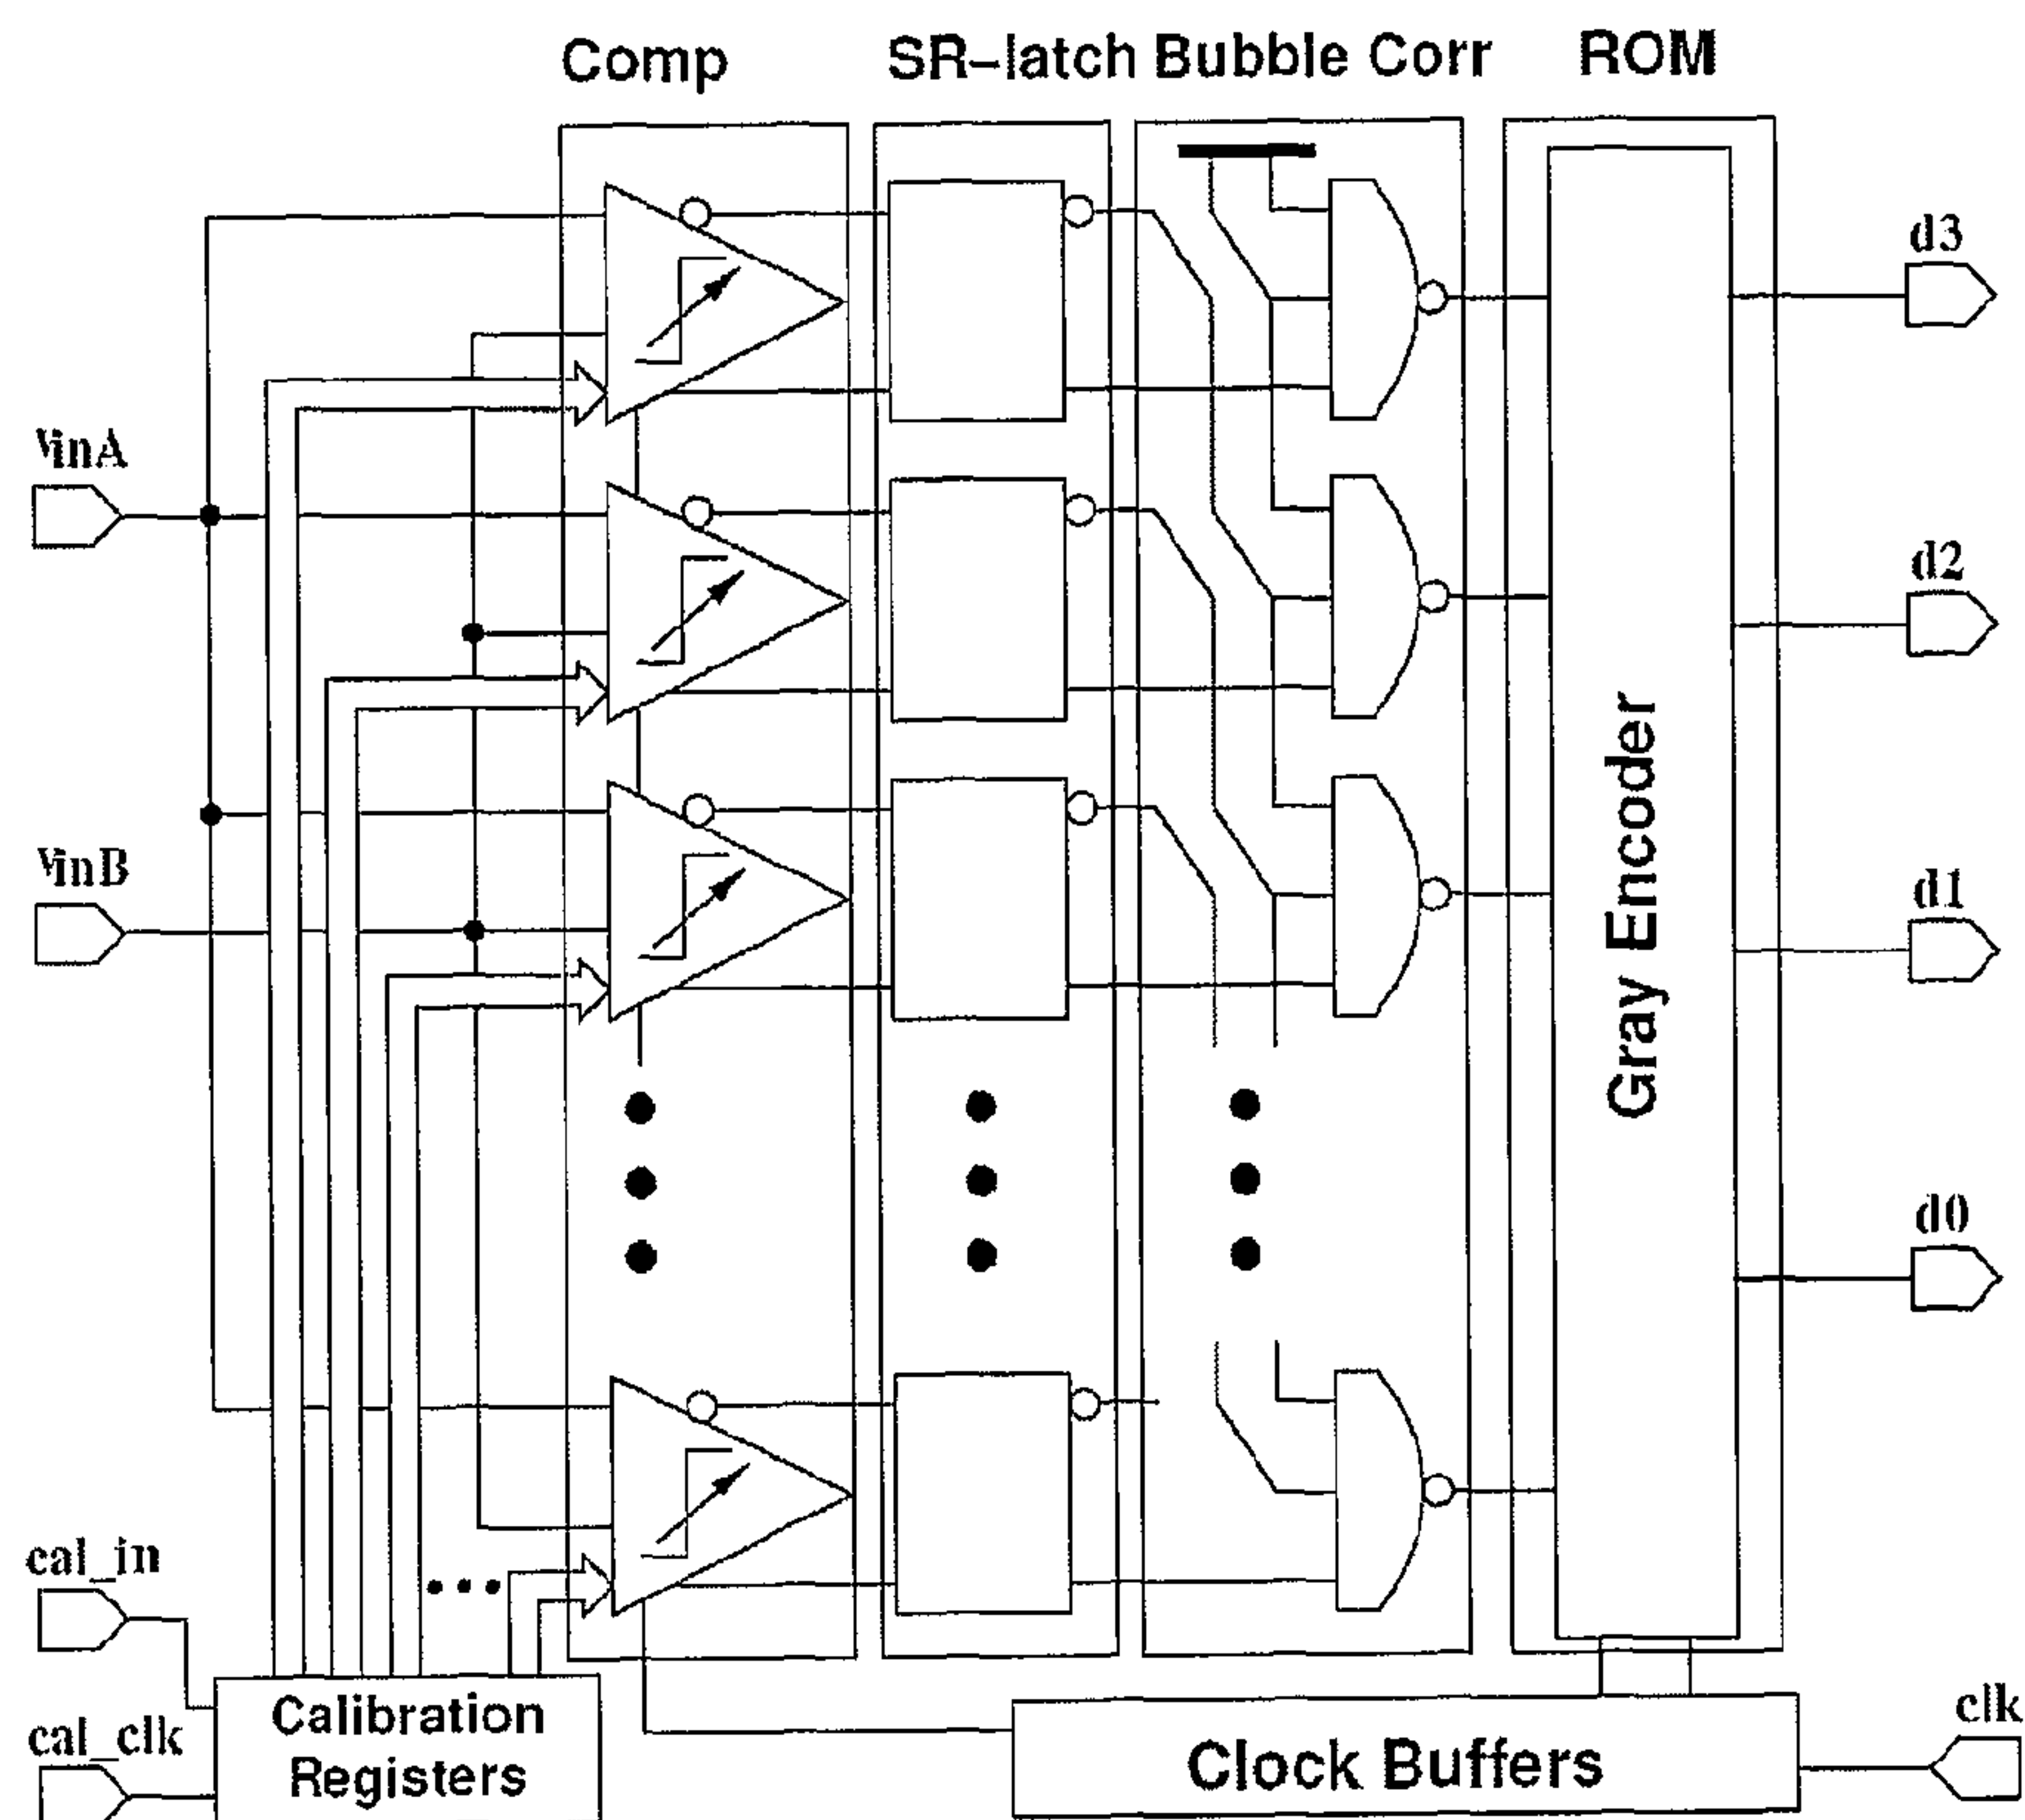 Comp
SR-latch
Bubble Corr
ROM
VinA
VinB
cal_in
cal_clk
Calibration
Registers
Clock Buffers
Gray Encoder
d3
d2
d1
d0
clk